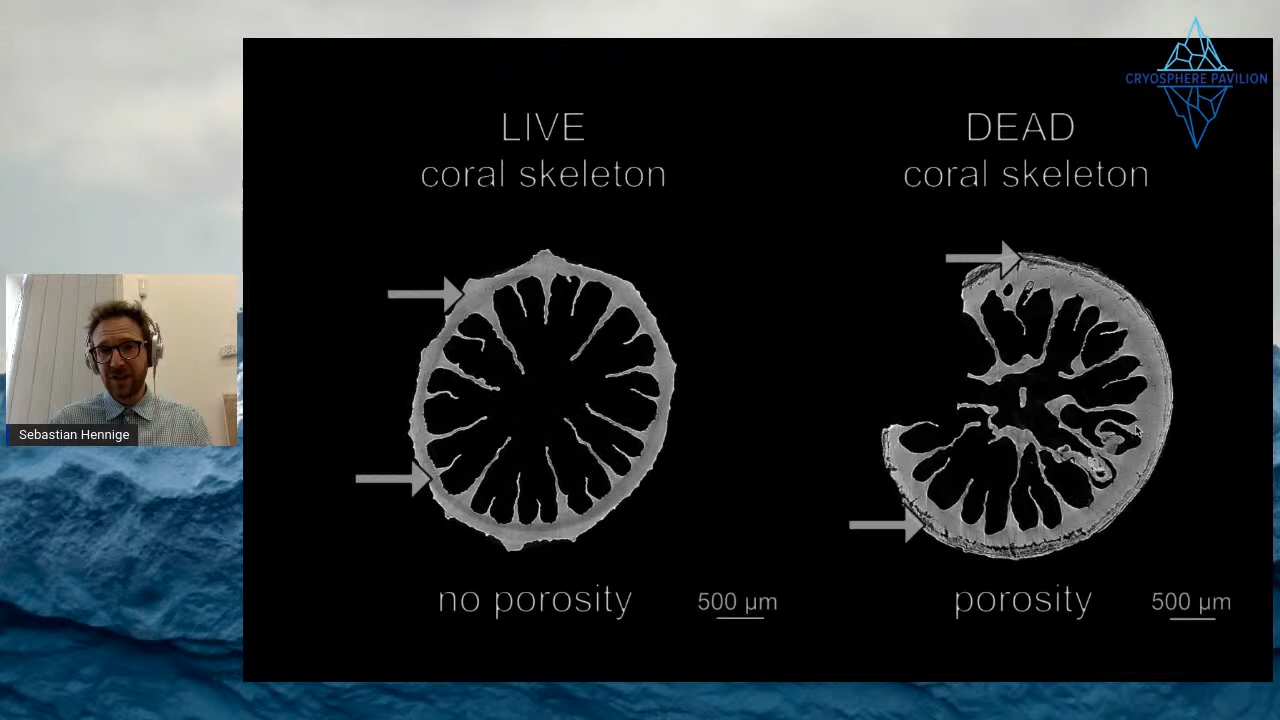 CRYOSPHERE PAVILION
LIVE
coral skeleton
DEAD
coral skeleton
Sebastian Hennige
no porosity
500 µm
porosity
500 µm